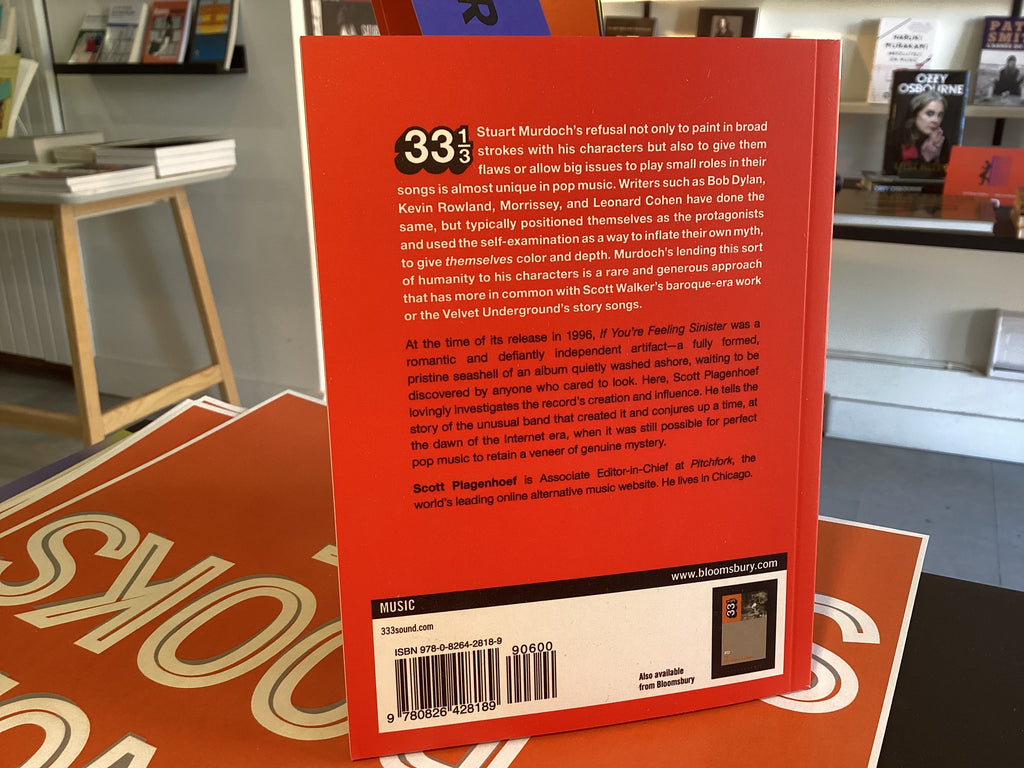 R
HARUKI
MURAKAMI
OZZY
OSBOURNE
33 1/3
Stuart Murdoch's refusal not only to paint in broad
strokes with his characters but also to give them
flaws or allow big issues to play small roles in their
songs is almost unique in pop music. Writers such as Bob Dylan,
Kevin Rowland, Morrissey, and Leonard Cohen have done the
same, but typically positioned themselves as the protagonists
and used the self-examination as a way to inflate their own myth,
to give themselves color and depth. Murdoch's lending this sort
of humanity to his characters is a rare and generous approach
that has more in common with Scott Walker's baroque-era work
or the Velvet Underground's story songs.
At the time of its release in 1996, If You're Feeling Sinister was a
romantic and defiantly independent artifact—a fully formed,
pristine seashell of an album quietly washed ashore, waiting to be
discovered by anyone who cared to look. Here, Scott Plagenhoef
lovingly investigates the record's creation and influence. He tells the
story of the unusual band that created it and conjures up a time, at
the dawn of the Internet era, when it was still possible for perfect
pop music to retain a veneer of genuine mystery.
Scott Plagenhoef is Associate Editor-in-Chief at Pitchfork, the
world's leading online alternative music website. He lives in Chicago.
www.bloomsbury.com
MUSIC
333sound.com
ISBN 978-0-8264-2818-9
90600
9 780826 428189
Also available
from Bloomsbury
33 1/3